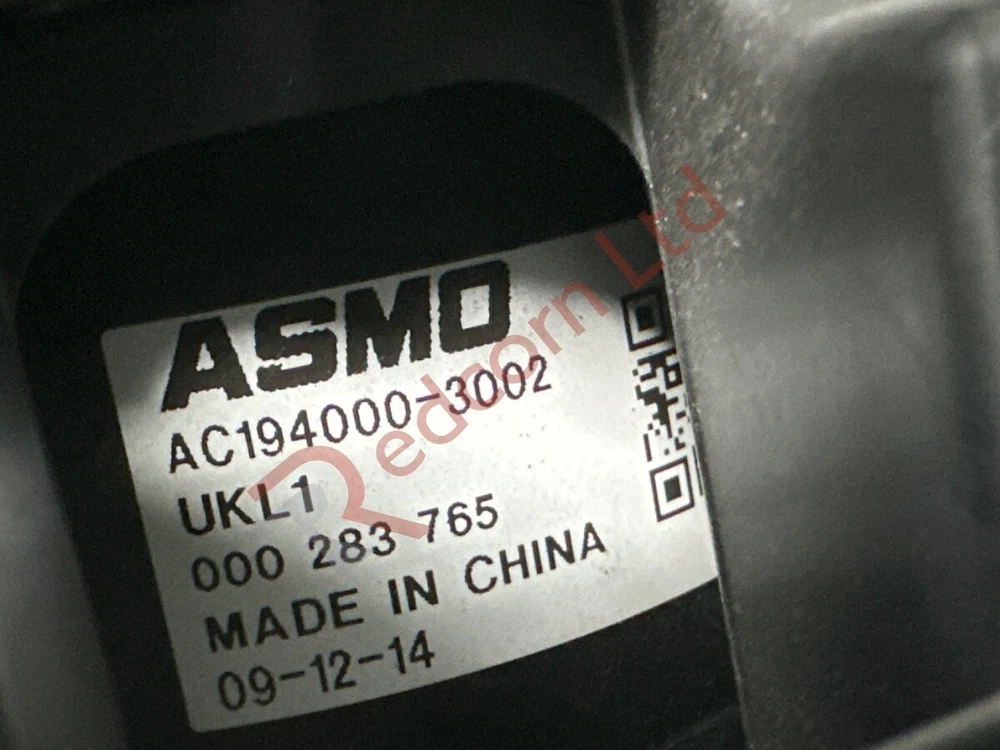 ASMO
AC194000-3002
UKL1
000 283 765
MADE IN CHINA
09-12-14
Redcorn Ltd